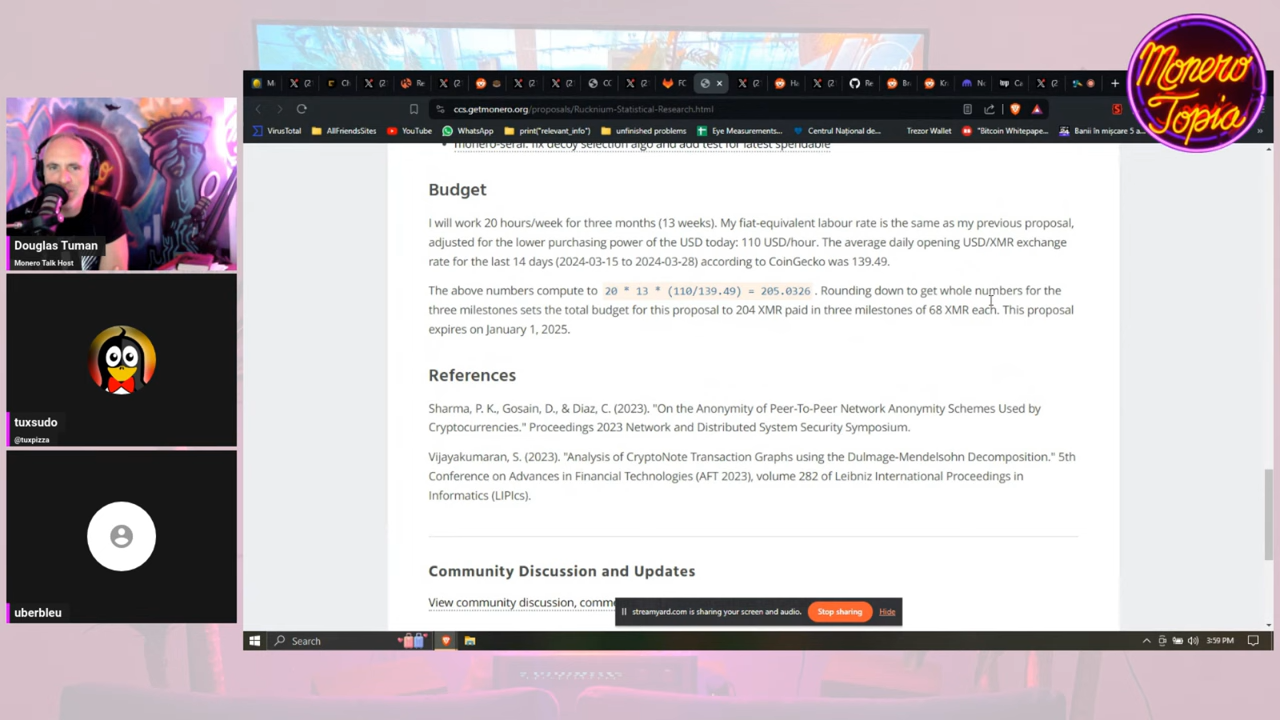 Monero
Topia
ccs.getmonero.org/proposals/Rucknium-Statistical-Research.html
VirusTotal
AllFriendsSites
YouTube
WhatsApp
print("relevant_info")
unfinished problems
Eye Measurements...
Centrul Național de...
Trezor Wallet
"Bitcoin Whitepape...
Banii în mișcare 5 a...
monero-serai: fix decoy selection algo and add test for latest spendable
Budget
I will work 20 hours/week for three months (13 weeks). My fiat-equivalent labour rate is the same as my previous proposal,
adjusted for the lower purchasing power of the USD today: 110 USD/hour. The average daily opening USD/XMR exchange
rate for the last 14 days (2024-03-15 to 2024-03-28) according to CoinGecko was 139.49.
The above numbers compute to 20 * 13 * (110/139.49) = 205.0326 . Rounding down to get whole numbers for the
three milestones sets the total budget for this proposal to 204 XMR paid in three milestones of 68 XMR each. This proposal
expires on January 1, 2025.
References
Sharma, P. K., Gosain, D., & Diaz, C. (2023). "On the Anonymity of Peer-To-Peer Network Anonymity Schemes Used by
Cryptocurrencies." Proceedings 2023 Network and Distributed System Security Symposium.
Vijayakumaran, S. (2023). "Analysis of CryptoNote Transaction Graphs using the Dulmage-Mendelsohn Decomposition." 5th
Conference on Advances in Financial Technologies (AFT 2023), volume 282 of Leibniz International Proceedings in
Informatics (LIPIcs).
Community Discussion and Updates
View community discussion, comm
streamyard.com is sharing your screen and audio.
Stop sharing
Hide
Search
3:59 PM
Douglas Tuman
Monero Talk Host
tuxsudo
@tuxpizza
uberbleu